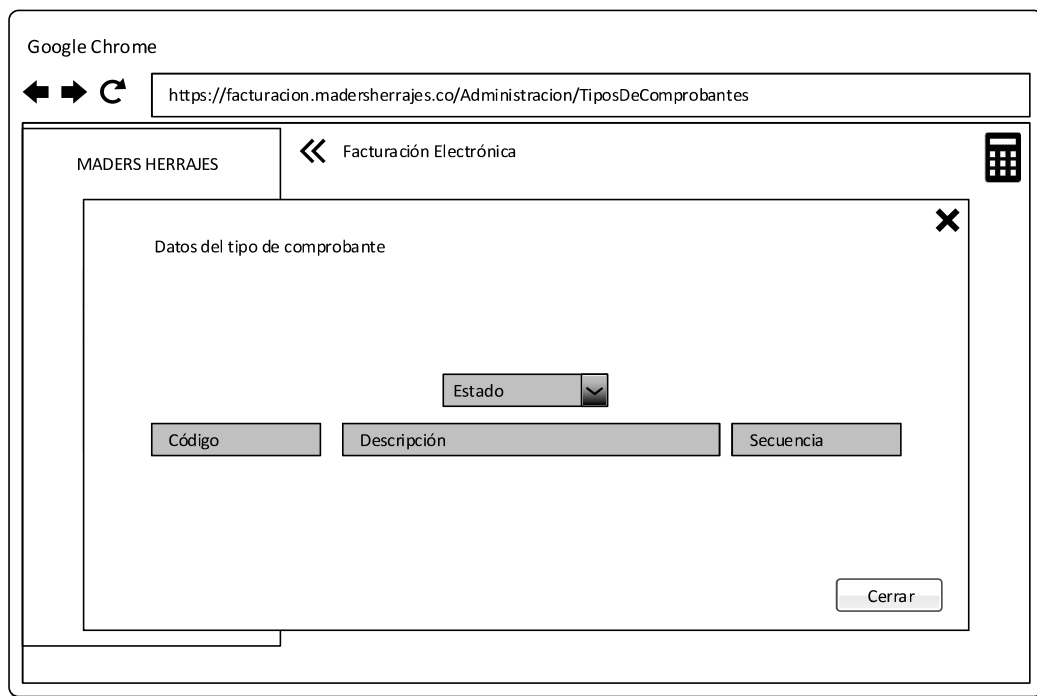 Google Chrome
https://facturacion.madersherrajes.co/Administracion/TiposDeComprobantes
MADERS HERRAJES
Facturación Electrónica
Datos del tipo de comprobante
Estado
Código
Descripción
Secuencia
Cerrar